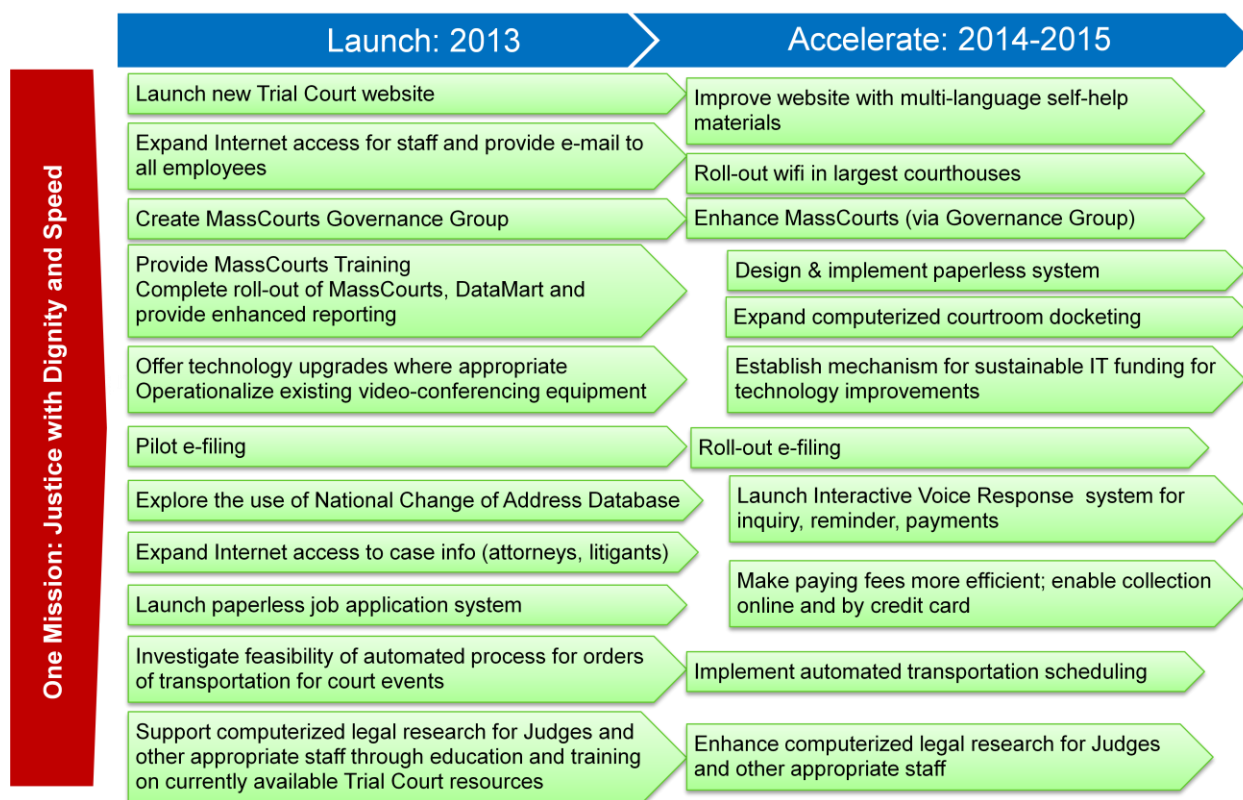 Launch: 2013
Accelerate: 2014-2015
One Mission: Justice with Dignity and Speed
Launch new Trial Court website
Improve website with multi-language self-help
materials
Expand Internet access for staff and provide e-mail to
all employees
Roll-out wifi in largest courthouses
Create MassCourts Governance Group
Enhance MassCourts (via Governance Group)
Provide MassCourts Training
Complete roll-out of MassCourts, DataMart and
provide enhanced reporting
Design & implement paperless system
Expand computerized courtroom docketing
Offer technology upgrades where appropriate
Operationalize existing video-conferencing equipment
Establish mechanism for sustainable IT funding for
technology improvements
Pilot e-filing
Roll-out e-filing
Explore the use of National Change of Address Database
Launch Interactive Voice Response system for
inquiry, reminder, payments
Expand Internet access to case info (attorneys, litigants)
Make paying fees more efficient; enable collection
online and by credit card
Launch paperless job application system
Investigate feasibility of automated process for orders
of transportation for court events
Implement automated transportation scheduling
Support computerized legal research for Judges and
other appropriate staff through education and training
on currently available Trial Court resources
Enhance computerized legal research for Judges
and other appropriate staff